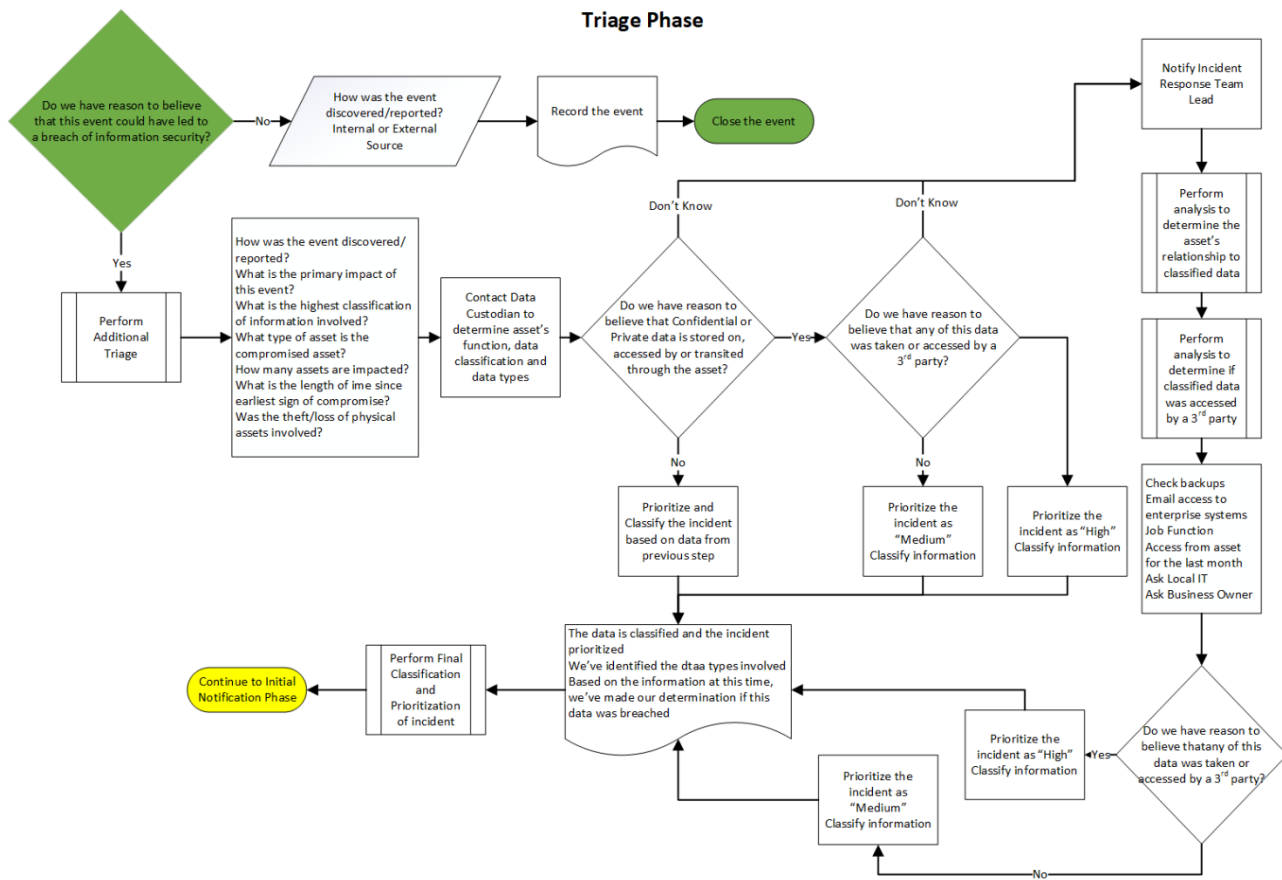 Triage Phase
Do we have reason to believe
that this event could have led to
a breach of information security?
No
How was the event
discovered/reported?
Internal or External
Source
Record the event
Close the event
Notify Incident
Response Team
Lead
Yes
Perform
Additional
Triage
How was the event discovered/
reported?
What is the primary impact of
this event?
What is the highest classification
of information involved?
What type of asset is the
compromised asset?
How many assets are impacted?
What is the length of ime since
earliest sign of compromise?
Was the theft/loss of physical
assets involved?
Contact Data
Custodian to
determine asset's
function, data
classification and
data types
Don't Know
Do we have reason to
believe that Confidential or
Private data is stored on,
accessed by or transited
through the asset?
Yes
Don't Know
Do we have reason to
believe that any of this data
was taken or accessed by a
3rd party?
Perform
analysis to
determine the
asset's
relationship to
classified data
Perform
analysis to
determine if
classified data
was accessed
by a 3rd party
No
Prioritize and
Classify the incident
based on data from
previous step
No
Prioritize the
incident as
"Medium"
Classify information
Prioritize the
incident as "High"
Classify information
Check backups
Email access to
enterprise systems
Job Function
Access from asset
for the last month
Ask Local IT
Ask Business Owner
Continue to Initial
Notification Phase
Perform Final
Classification
and
Prioritization
of incident
The data is classified and the incident
prioritized
We've identified the dtaa types involved
Based on the information at this time,
we've made our determination if this
data was breached
Prioritize the
incident as "High"
Classify information
Yes
Do we have reason to
believe thatany of this
data was taken or
accessed by a 3rd party?
Prioritize the
incident as
"Medium"
Classify information
No